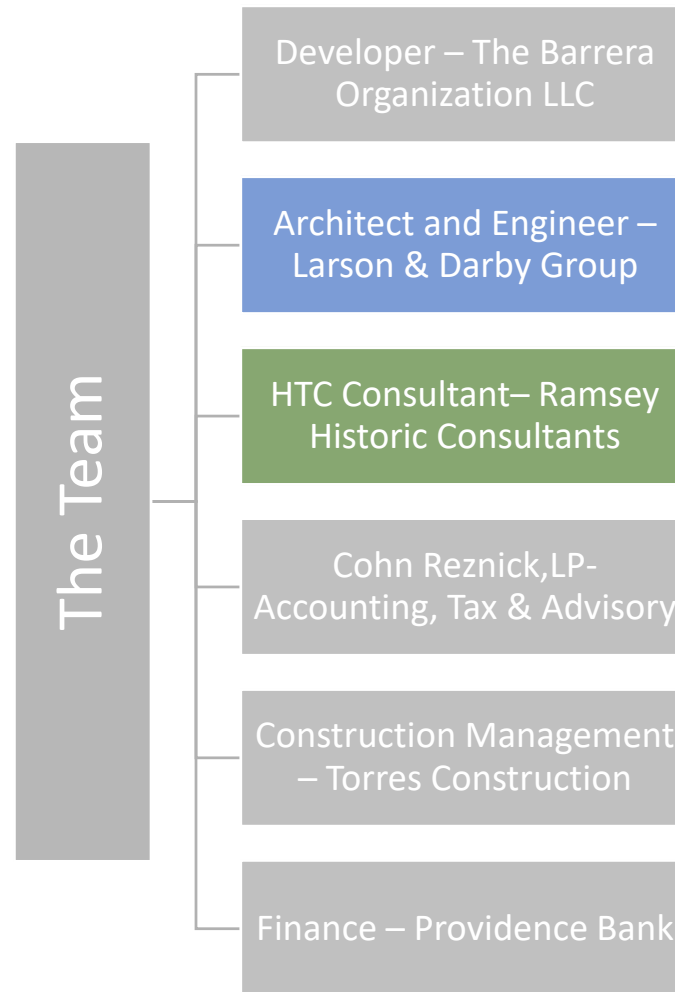 The Team
Developer – The Barrera
Organization LLC
Architect and Engineer –
Larson & Darby Group
HTC Consultant– Ramsey
Historic Consultants
Cohn Reznick,LP-
Accounting, Tax & Advisory
Construction Management
– Torres Construction
Finance – Providence Bank